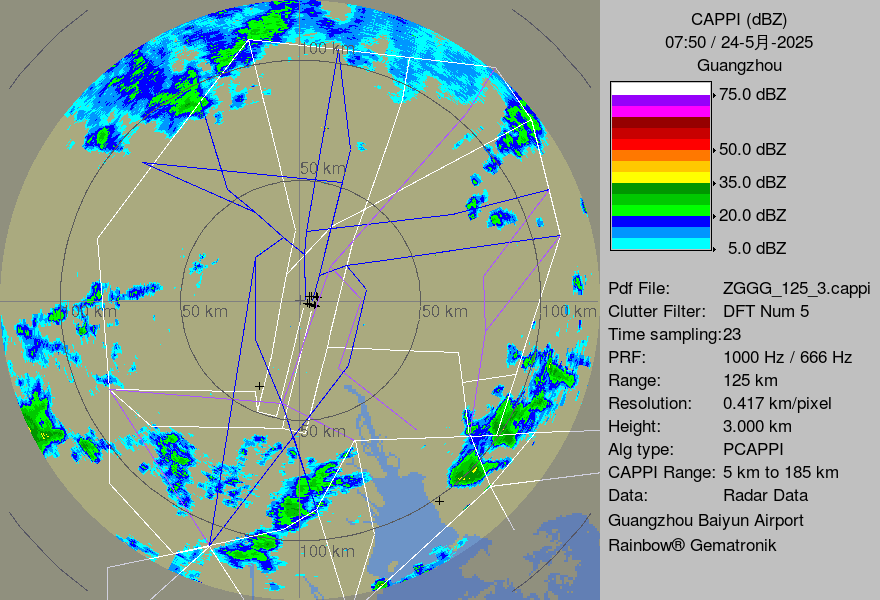 CAPPI (dBZ)
07:50 / 24-5月-2025
Guangzhou
75.0 dBZ
50.0 dBZ
35.0 dBZ
20.0 dBZ
5.0 dBZ
Pdf File: ZGGG_125_3.cappi
Clutter Filter: DFT Num 5
Time sampling:23
PRF: 1000 Hz / 666 Hz
Range: 125 km
Resolution: 0.417 km/pixel
Height: 3.000 km
Alg type: PCAPPI
CAPPI Range: 5 km to 185 km
Data: Radar Data
Guangzhou Baiyun Airport
Rainbow® Gematronik
100 km
50 km
100 km
50 km
50 km
100 km
50 km
100 km